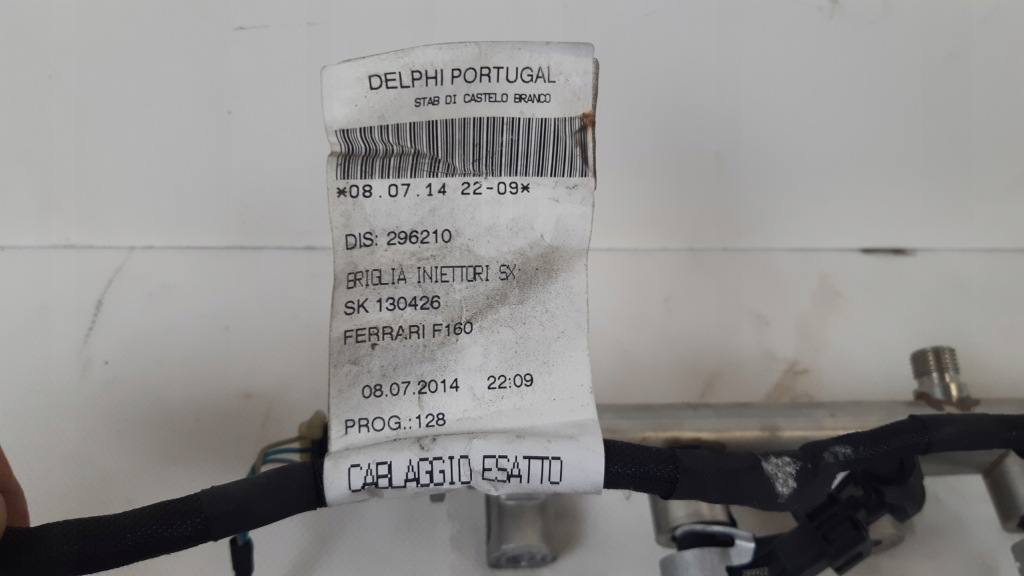 DELPHI PORTUGAL
STAB DI CASTELO BRANCO
*08.07.14 22-09*
DIS: 296210
BRIGLIA INIETTORI SX
SK 130426
FERRARI F160
08.07.2014 22:09
PROG.:128
CABLAGGIO ESATTO